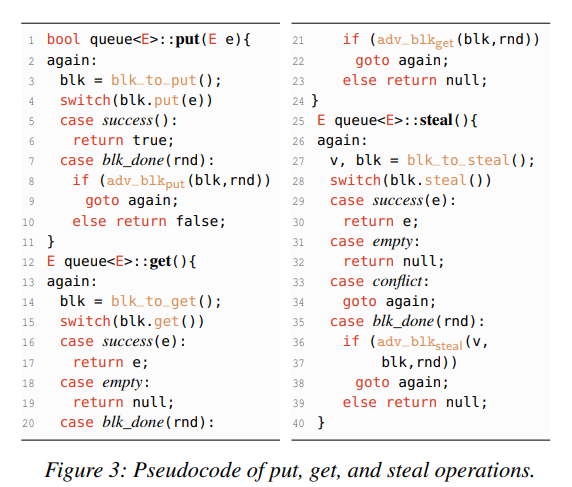 1 bool queue<E>::put(E e){
2 again:
3 blk = blk_to_put();
4 switch(blk.put(e))
5 case success():
6 return true;
7 case blk_done(rnd):
8 if (adv_blkput(blk,rnd))
9 goto again;
10 else return false;
11 }
12 E queue<E>::get(){
13 again:
14 blk = blk_to_get();
15 switch(blk.get())
16 case success(e):
17 return e;
18 case empty:
19 return null;
20 case blk_done(rnd):
21 if (adv_blkget(blk,rnd))
22 goto again;
23 else return null;
24 }
25 E queue<E>::steal(){
26 again:
27 v, blk = blk_to_steal();
28 switch(blk.steal())
29 case success(e):
30 return e;
31 case empty:
32 return null;
33 case conflict:
34 goto again;
35 case blk_done(rnd):
36 if (adv_blksteal(v,
37 blk,rnd))
38 goto again;
39 else return null;
40 }
Figure 3: Pseudocode of put, get, and steal operations.